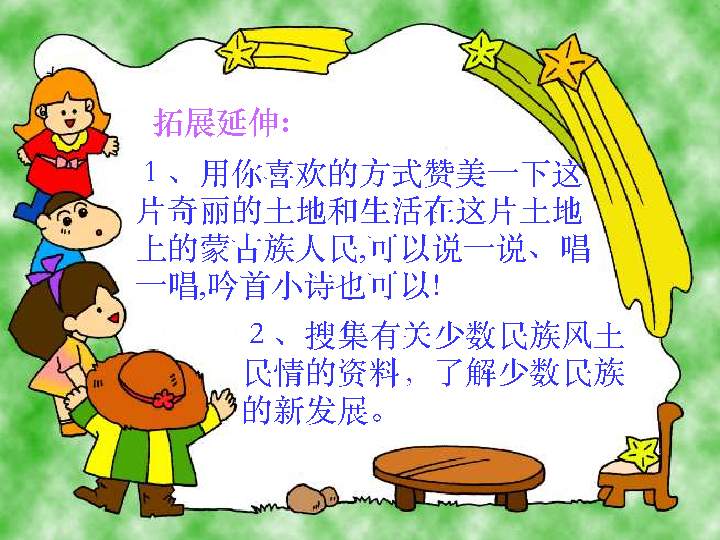 拓展延伸:
1、用你喜欢的方式赞美一下这
片奇丽的土地和生活在这片土地
上的蒙古族人民,可以说一说、唱
一唱,吟首小诗也可以!
2、搜集有关少数民族风土
民情的资料，了解少数民族
的新发展。